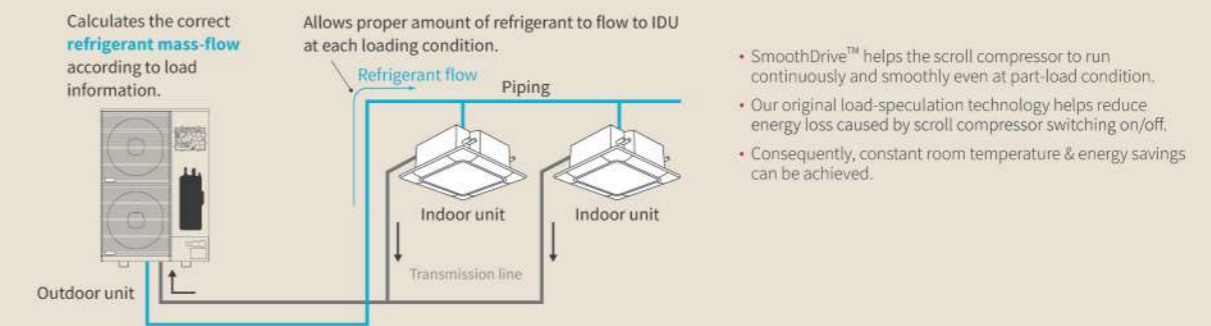 Calculates the correct
refrigerant mass-flow
according to load
information.
Allows proper amount of refrigerant to flow to IDU
at each loading condition.
Refrigerant flow
Piping
Indoor unit
Indoor unit
Transmission line
Outdoor unit
• SmoothDrive™ helps the scroll compressor to run
continuously and smoothly even at part-load condition.
• Our original load-speculation technology helps reduce
energy loss caused by scroll compressor switching on/off.
• Consequently, constant room temperature & energy savings
can be achieved.